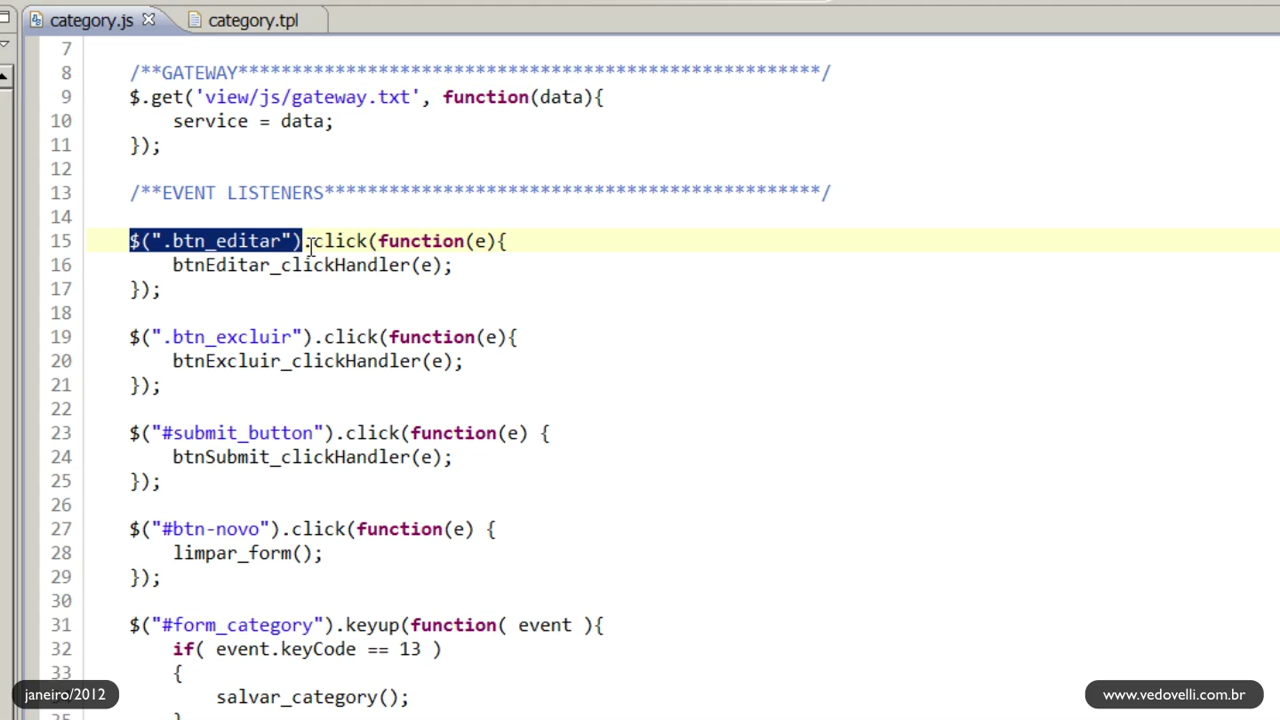 category.js category.tpl
7
8 /**GATEWAY******************************************************/
9 $.get('view/js/gateway.txt', function(data){
10 service = data;
11 });
12
13 /**EVENT LISTENERS**********************************************/
14
15 $(".btn_editar").click(function(e){
16 btnEditar_clickHandler(e);
17 });
18
19 $(".btn_excluir").click(function(e){
20 btnExcluir_clickHandler(e);
21 });
22
23 $("#submit_button").click(function(e) {
24 btnSubmit_clickHandler(e);
25 });
26
27 $("#btn-novo").click(function(e) {
28 limpar_form();
29 });
30
31 $("#form_category").keyup(function( event ){
32 if( event.keyCode == 13 )
33 {
salvar_category();
}
janeiro/2012
www.vedovelli.com.br